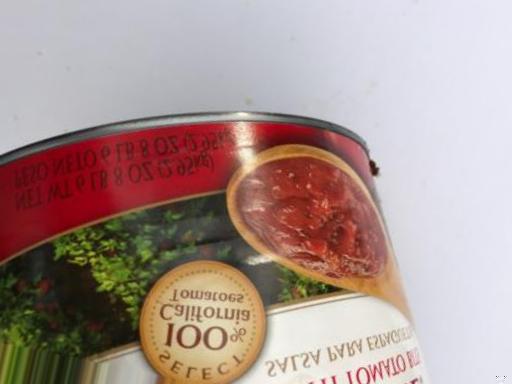 TOMATO
SALSA PARA
SELECT
100%
California
Tomatoes
NET WT 6 LB 8 OZ (2.95kg)
PESO NETO 6 LB 8 OZ (2.95kg)